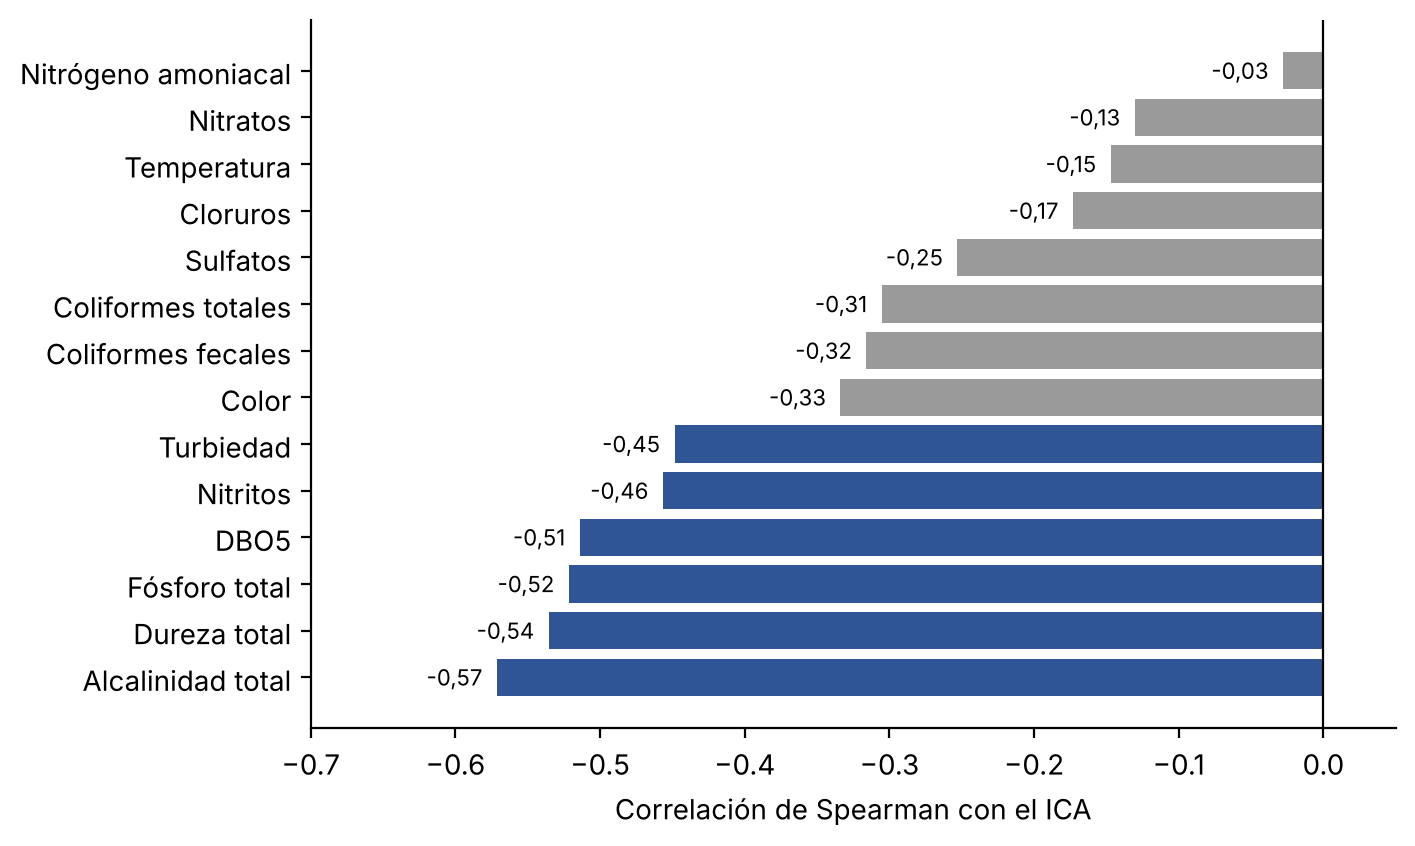 Nitrógeno amoniacal -0,03
Nitratos -0,13
Temperatura -0,15
Cloruros -0,17
Sulfatos -0,25
Coliformes totales -0,31
Coliformes fecales -0,32
Color -0,33
Turbiedad -0,45
Nitritos -0,46
DBO5 -0,51
Fósforo total -0,52
Dureza total -0,54
Alcalinidad total -0,57
−0.7 −0.6 −0.5 −0.4 −0.3 −0.2 −0.1 0.0
Correlación de Spearman con el ICA